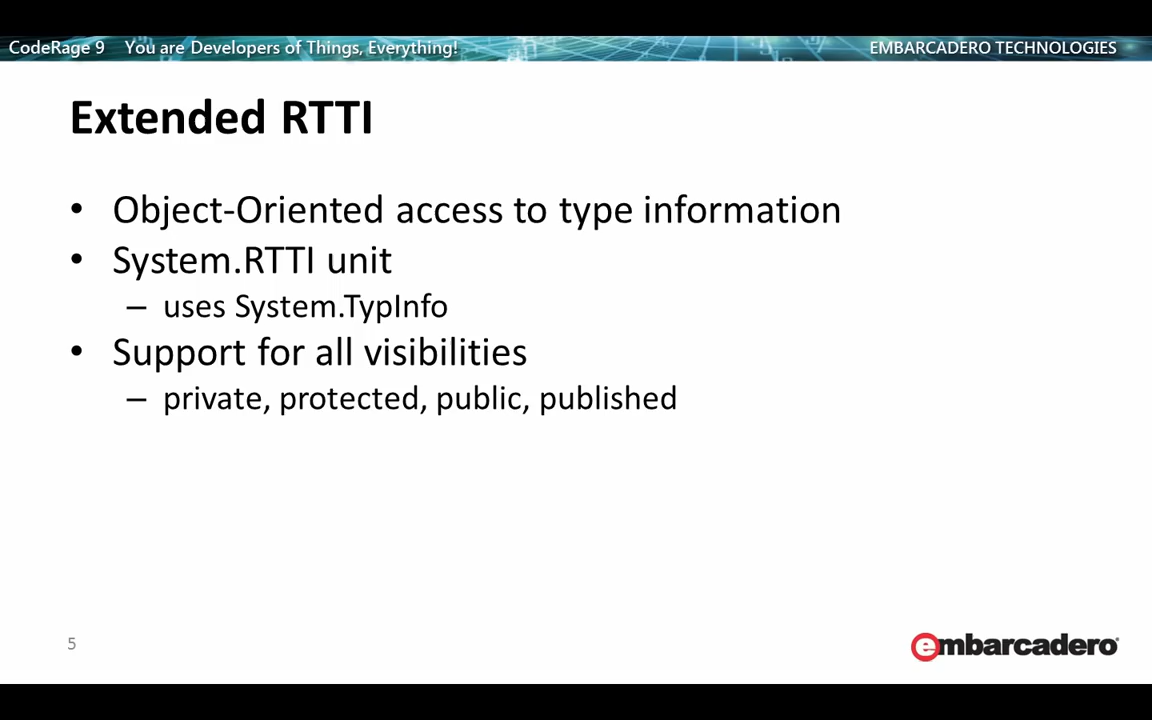 CodeRage 9 You are Developers of Things, Everything! EMBARCADERO TECHNOLOGIES
Extended RTTI
• Object-Oriented access to type information
• System.RTTI unit
– uses System.TypInfo
• Support for all visibilities
– private, protected, public, published
5
embarcadero